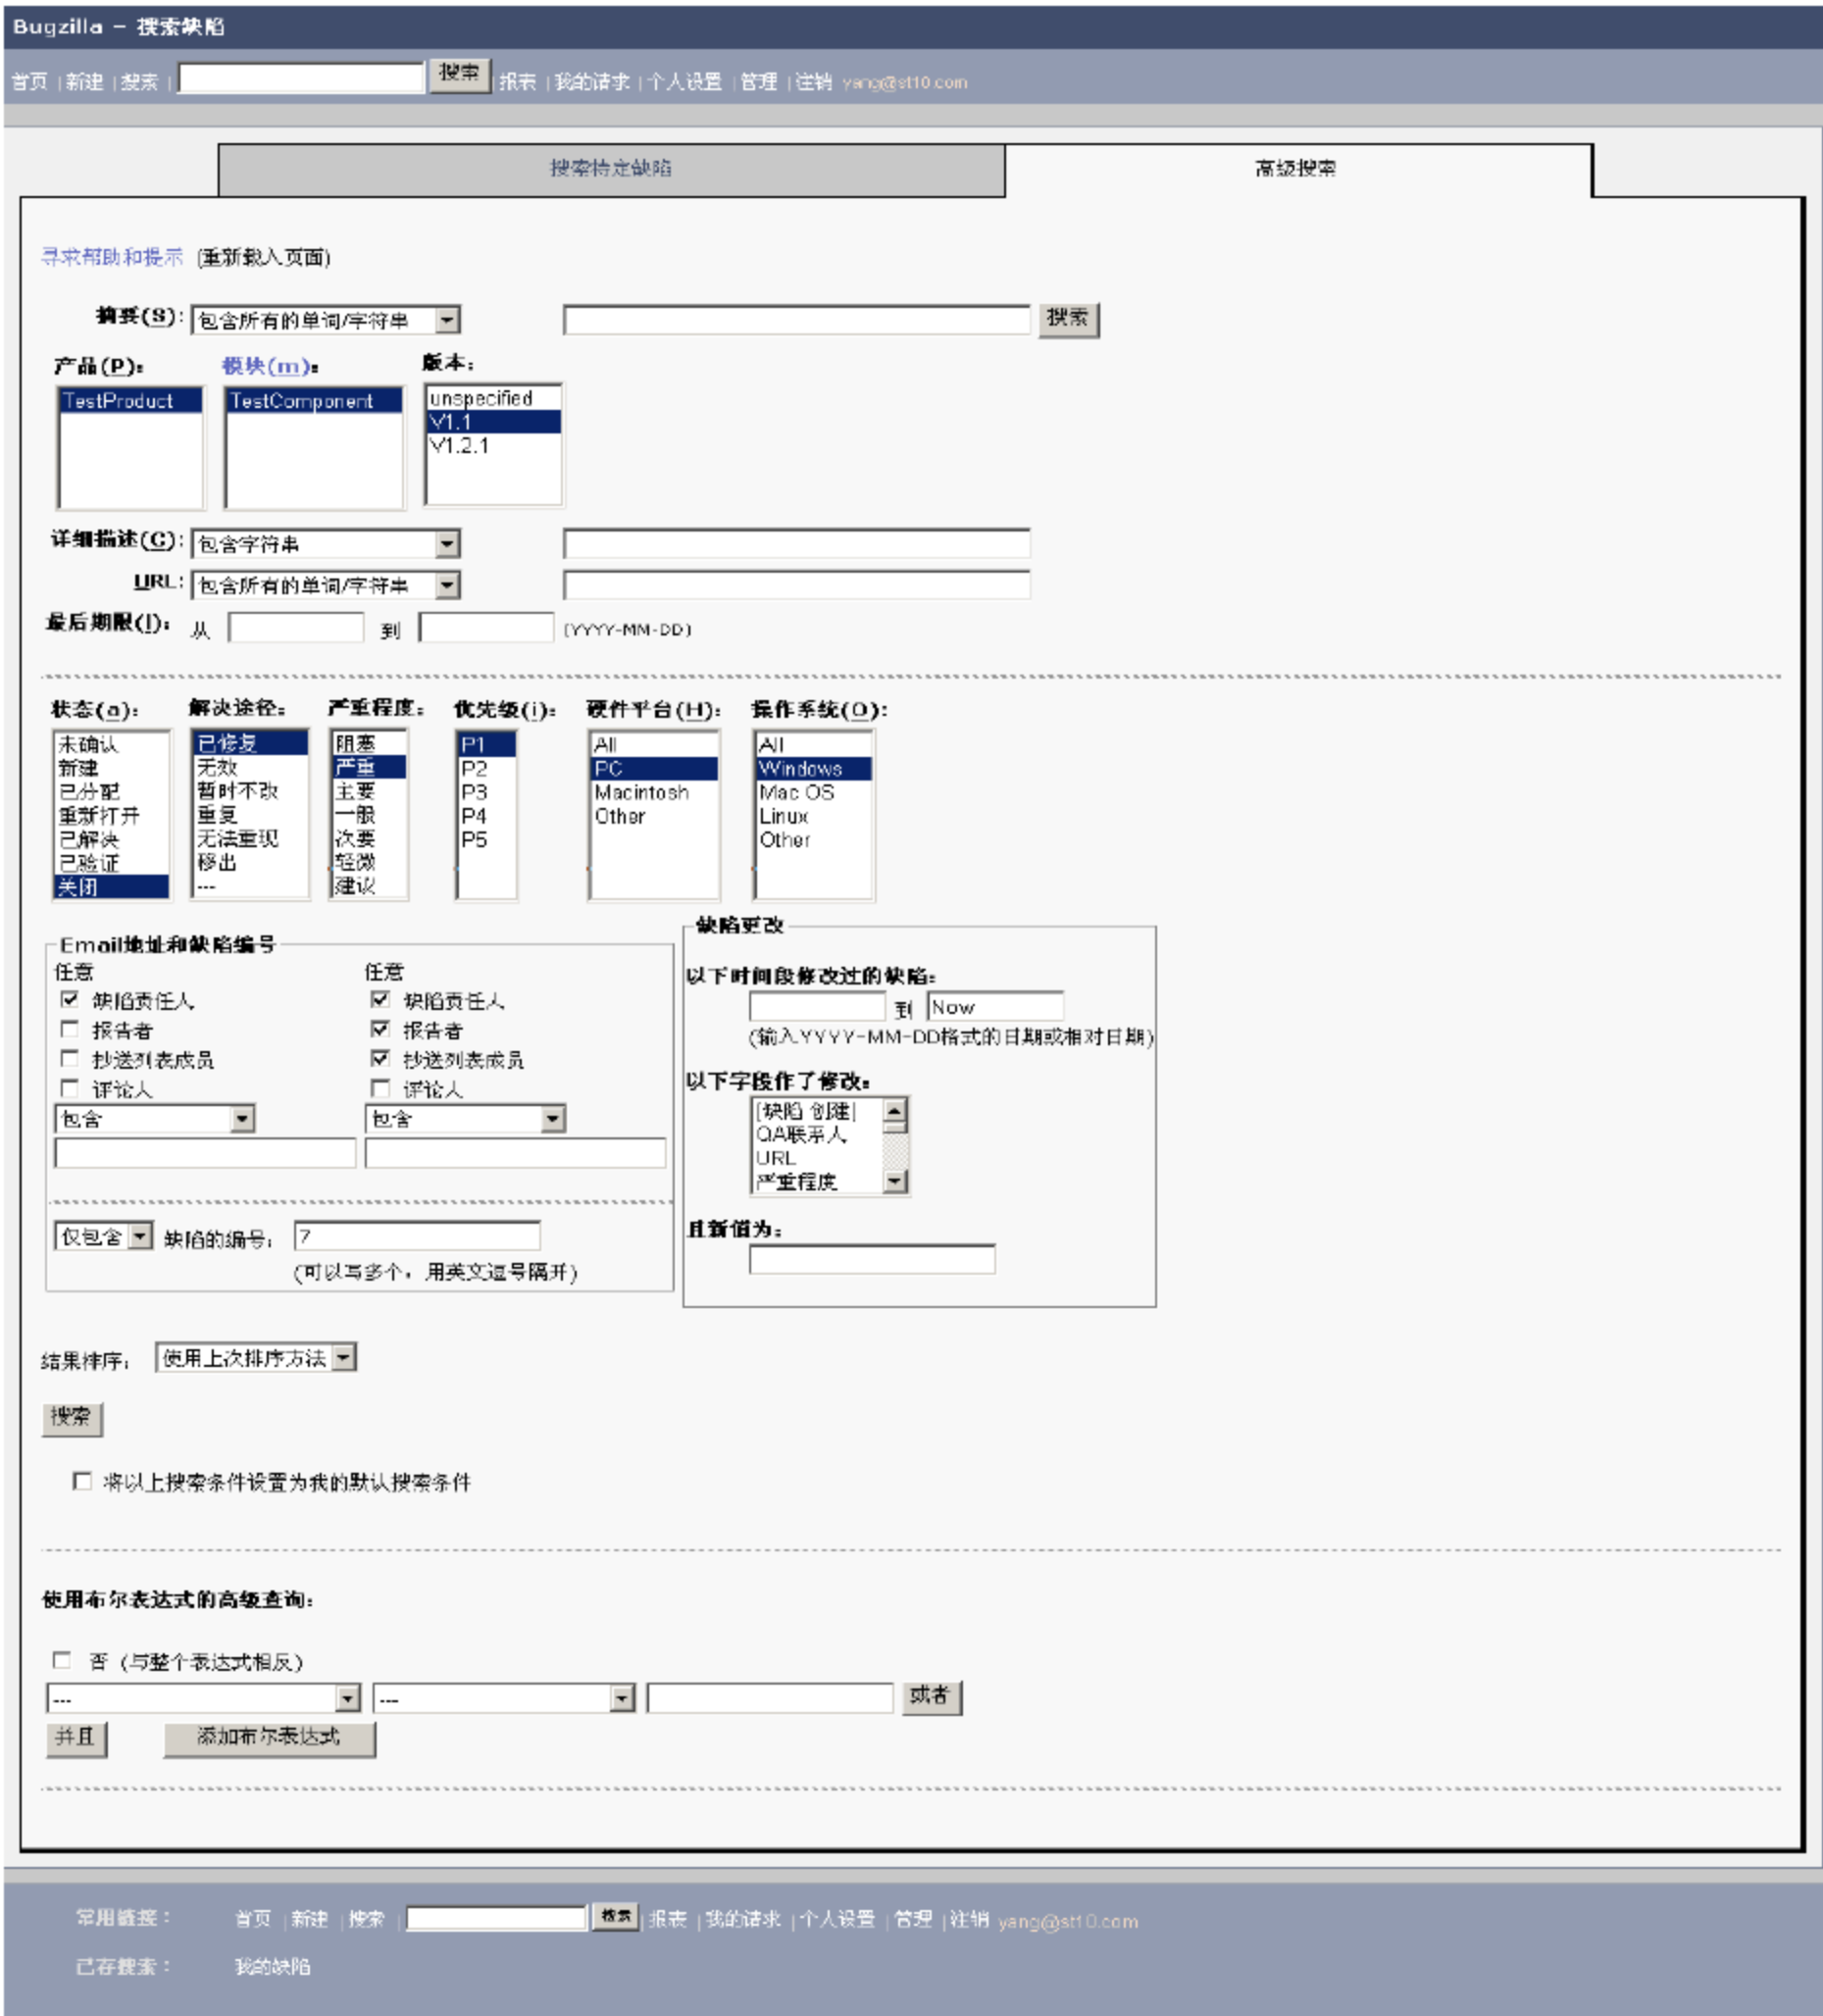 Bugzilla – 搜索缺陷
首页 | 新建 | 搜索 | 搜索 | 报表 | 我的请求 | 个人设置 | 管理 | 注销 yang@st10.com
搜索特定缺陷 高级搜索
寻求帮助和提示 (重新载入页面)
摘要(S): 包含所有的单词/字符串 搜索
产品(P): 模块(m): 版本:
TestProduct TestComponent unspecified
V1.1
V1.2.1
详细描述(C): 包含字符串
URL: 包含所有的单词/字符串
最后期限(l): 从 到 (YYYY-MM-DD)
状态(a): 解决途径: 严重程度: 优先级(i): 硬件平台(H): 操作系统(O):
未确认 已修复 阻塞 P1 All All
新建 无效 严重 P2 PC Windows
已分配 暂时不改 主要 P3 Macintosh Mac OS
重新打开 重复 一般 P4 Other Linux
已解决 无法重现 次要 P5 Other
已验证 移出 轻微
关闭 --- 建议
Email地址和缺陷编号
任意 任意
缺陷责任人 缺陷责任人
报告者 报告者
抄送列表成员 抄送列表成员
评论人 评论人
包含 包含
仅包含 缺陷的编号: 7
(可以写多个, 用英文逗号隔开)
缺陷更改
以下时间段修改过的缺陷:
到 Now
(输入YYYY-MM-DD格式的日期或相对日期)
以下字段作了修改:
[缺陷 创建]
QA联系人
URL
严重程度
且新值为:
结果排序: 使用上次排序方法
搜索
将以上搜索条件设置为我的默认搜索条件
使用布尔表达式的高级查询:
否 (与整个表达式相反)
--- --- 或者
并且 添加布尔表达式
常用链接: 首页 | 新建 | 搜索 | 搜索 | 报表 | 我的请求 | 个人设置 | 管理 | 注销 yang@st10.com
已存搜索: 我的缺陷